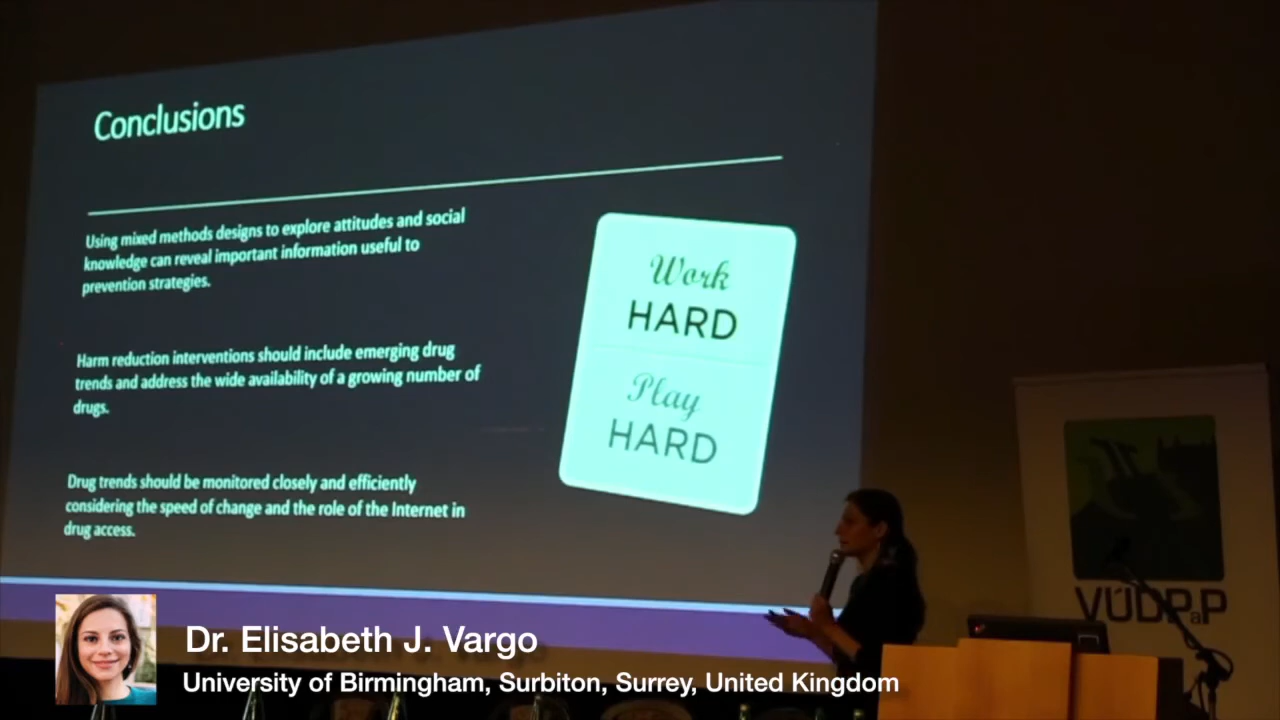 Conclusions
Using mixed methods designs to explore attitudes and social
knowledge can reveal important information useful to
prevention strategies.
Harm reduction interventions should include emerging drug
trends and address the wide availability of a growing number of
drugs.
Drug trends should be monitored closely and efficiently
considering the speed of change and the role of the Internet in
drug access.
Work
HARD
Play
HARD
VÚDPaP
Dr. Elisabeth J. Vargo
University of Birmingham, Surbiton, Surrey, United Kingdom